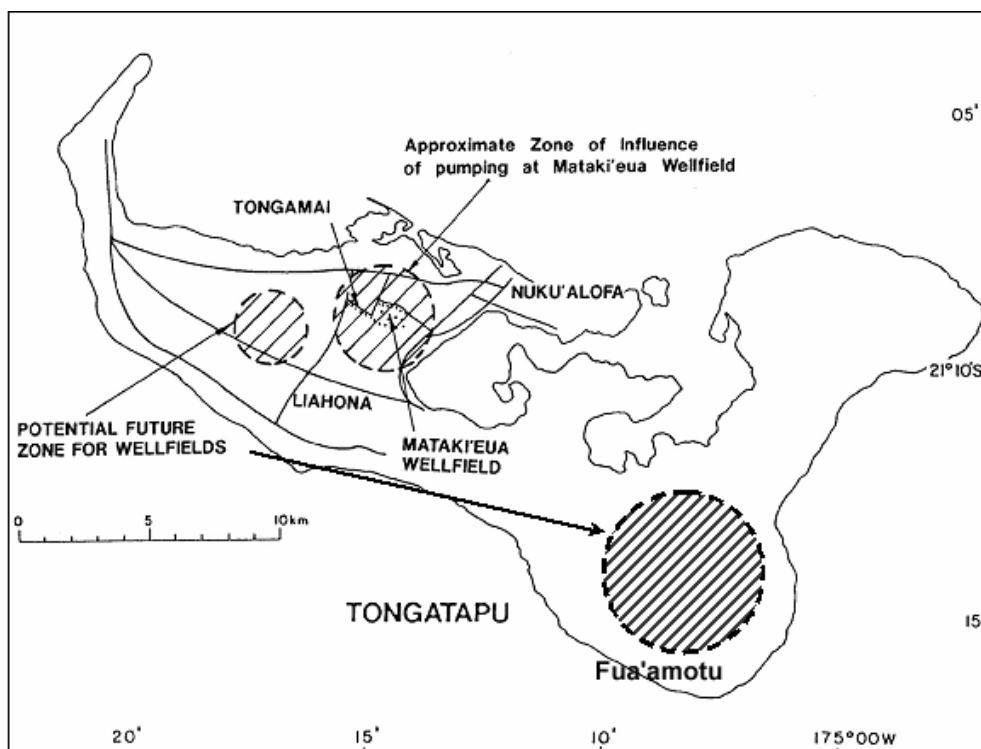 05'
Approximate Zone of Influence
of pumping at Mataki'eua Wellfield
TONGAMAI
NUKU'ALOFA
21°10'S
LIAHONA
POTENTIAL FUTURE
ZONE FOR WELLFIELDS
MATAKI'EUA
WELLFIELD
0 5 10km
TONGATAPU
15'
Fua'amotu
20' 15' 10' 175°00W